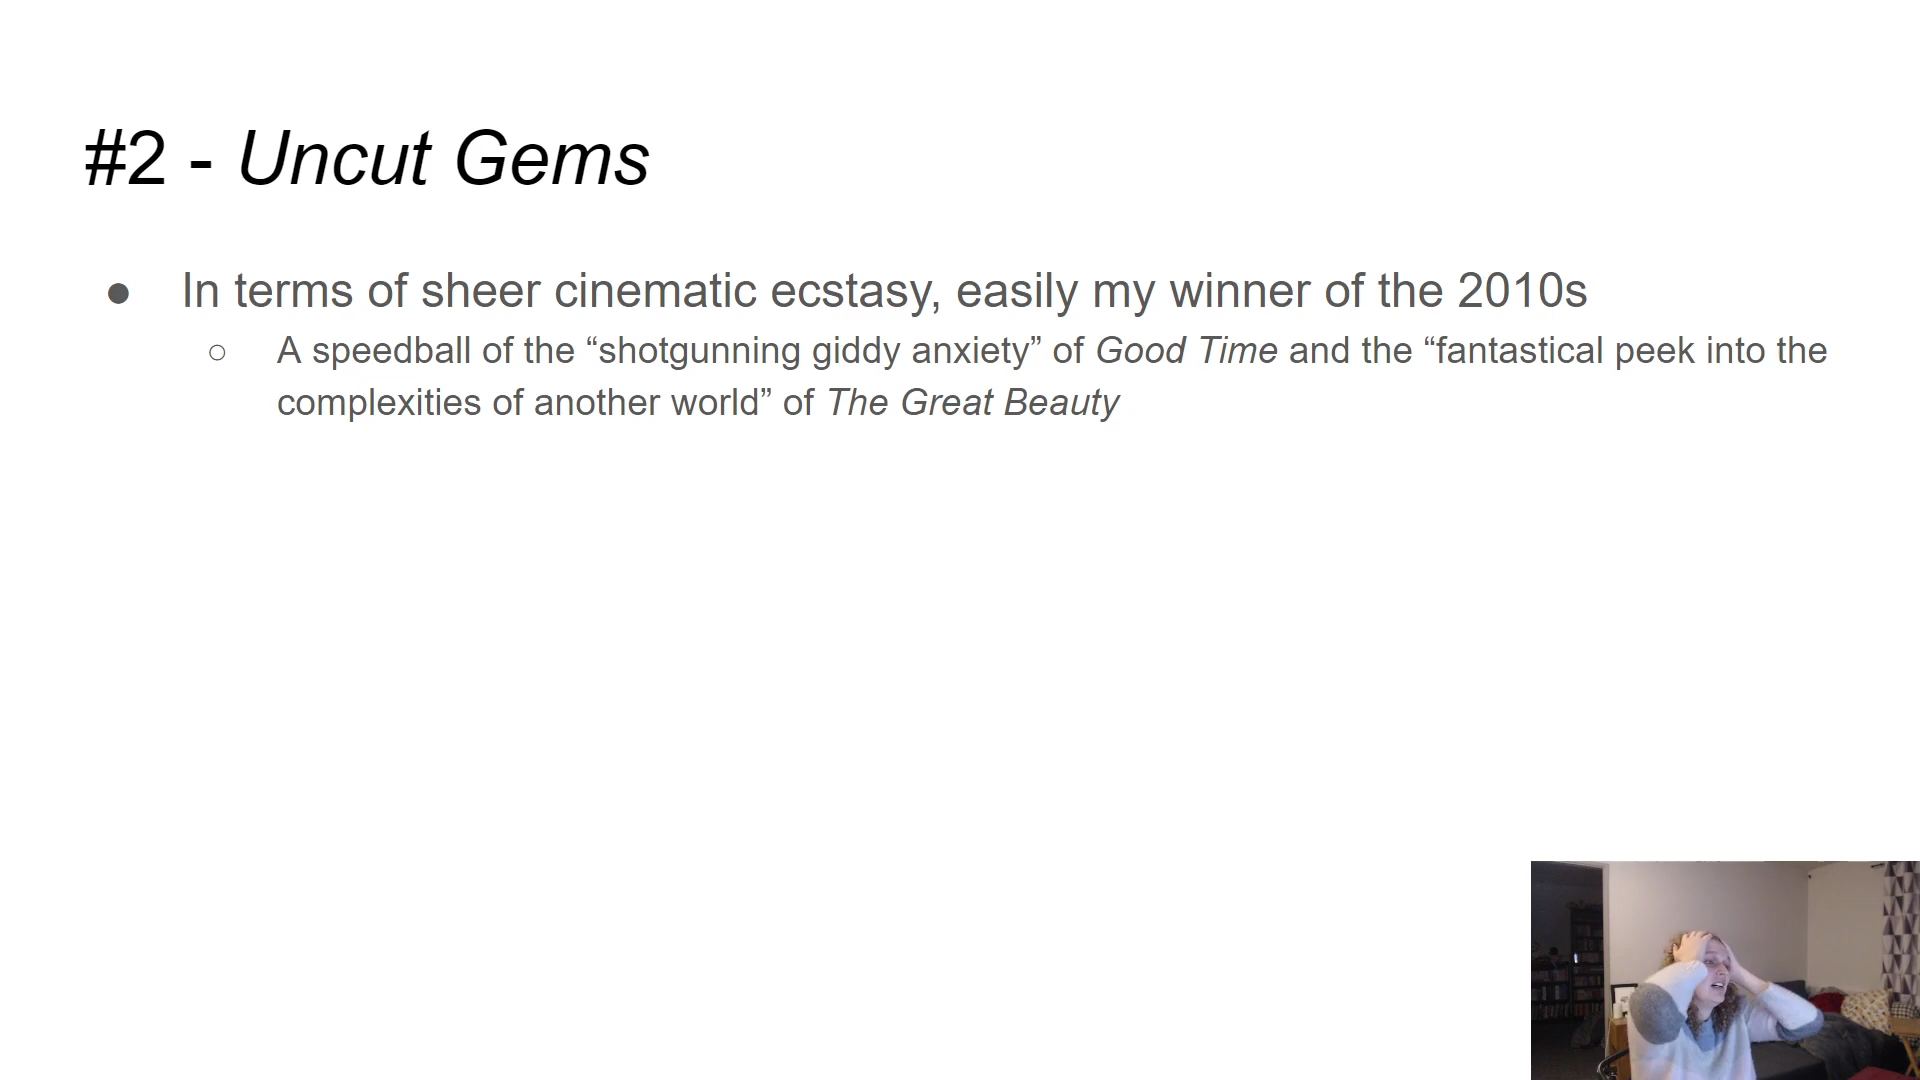 #2 - Uncut Gems
● In terms of sheer cinematic ecstasy, easily my winner of the 2010s
○ A speedball of the “shotgunning giddy anxiety” of Good Time and the “fantastical peek into the
complexities of another world” of The Great Beauty